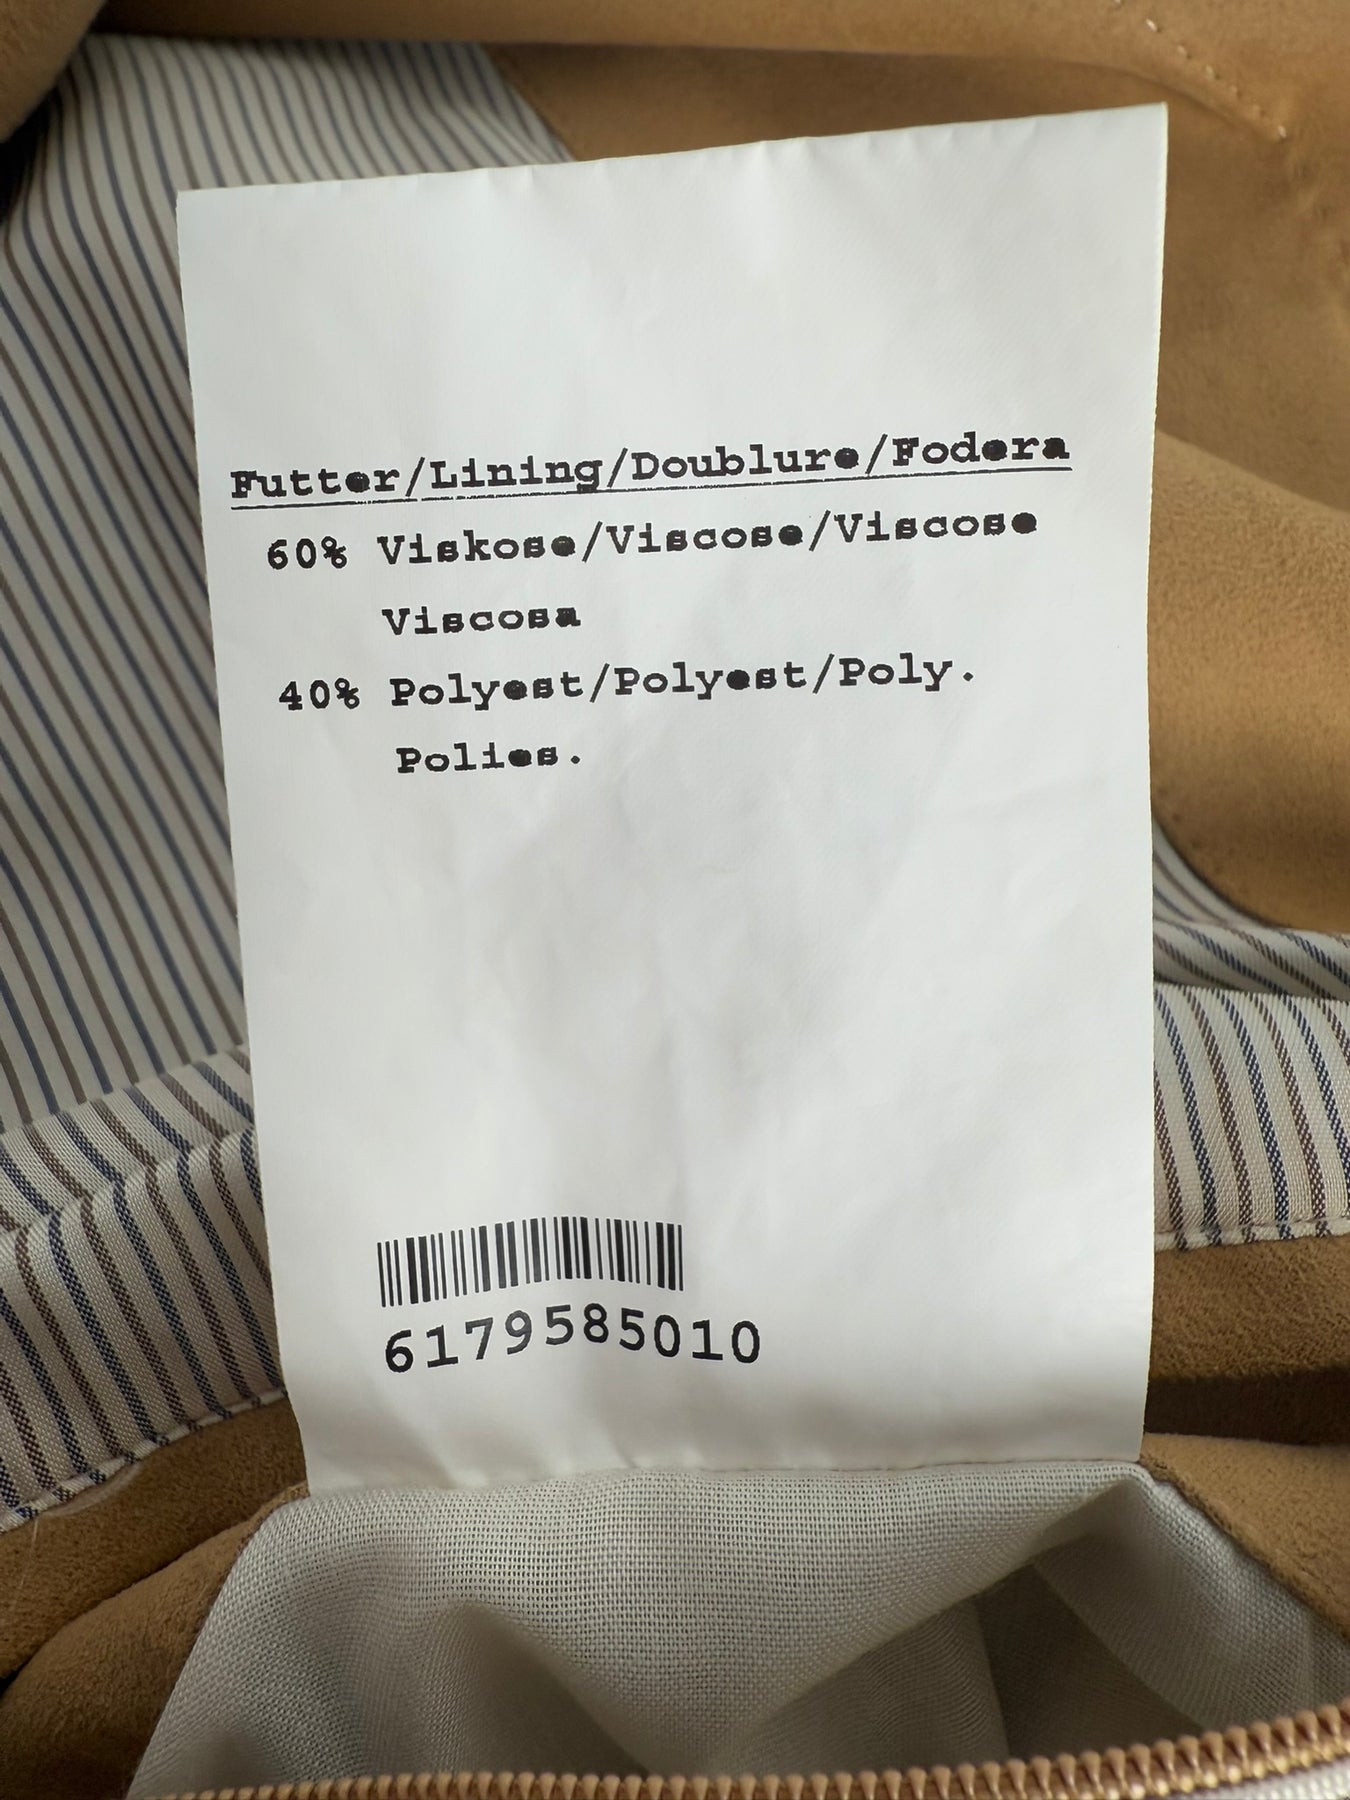 Futter/Lining/Doublure/Fodera
60% Viskose/Viscose/Viscose
Viscosa
40% Polyest/Polyest/Poly.
Polies.
6179585010